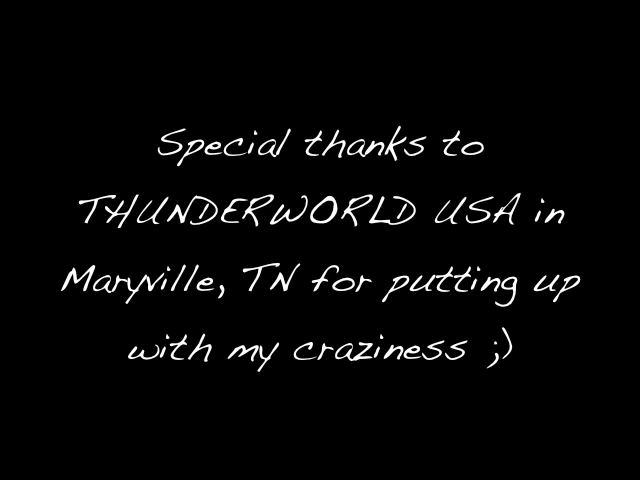 Special thanks to
THUNDERWORLD USA in
Maryville, TN for putting up
with my craziness ;)